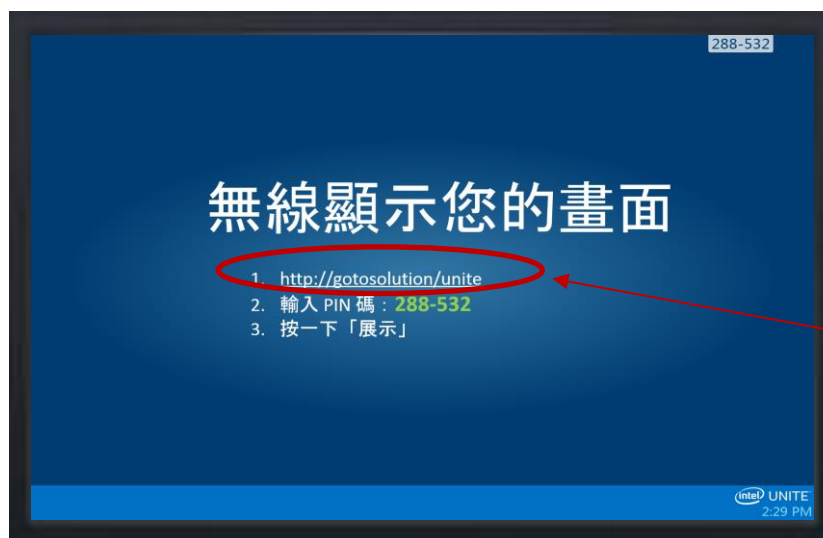 288-532
無線顯示您的畫面
1. http://gotosolution/unite
2. 輸入 PIN 碼：288-532
3. 按一下「展示」
intel UNITE
2:29 PM